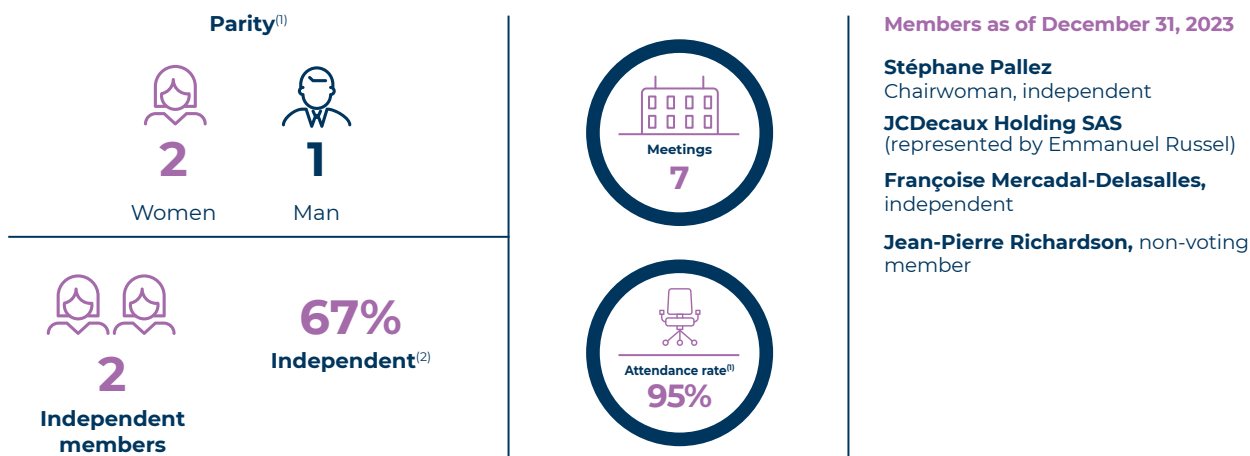 Parity(1)
2
Women
1
Man
2
Independent
members
67%
Independent(2)
Meetings
7
Attendance rate(1)
95%
Members as of December 31, 2023
Stéphane Pallez
Chairwoman, independent
JCDecaux Holding SAS
(represented by Emmanuel Russel)
Françoise Mercadal-Delasalles,
independent
Jean-Pierre Richardson, non-voting
member